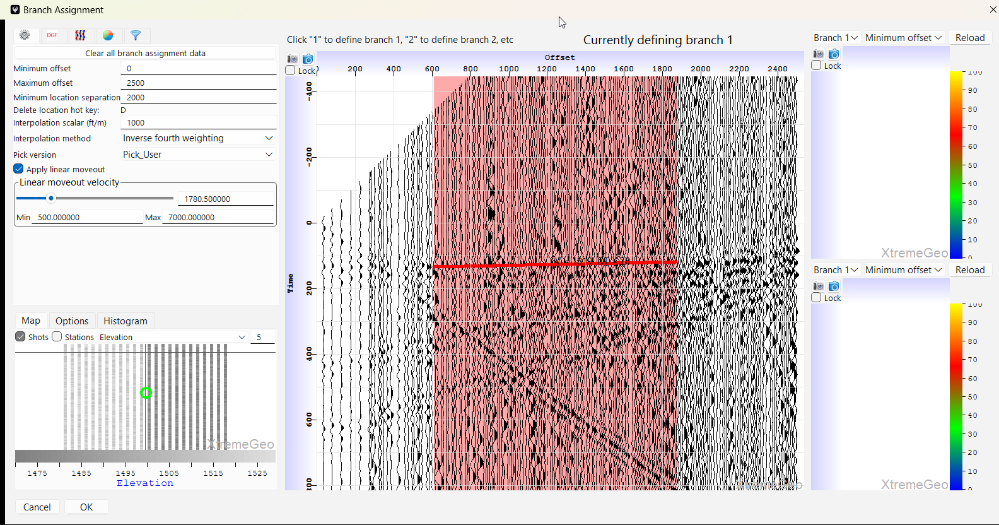 Branch Assignment
DGF
Clear all branch assignment data
Minimum offset 0
Maximum offset 2500
Minimum location separation 2000
Delete location hot key: D
Interpolation scalar (ft/m) 1000
Interpolation method Inverse fourth weighting
Pick version Pick_User
Apply linear moveout
Linear moveout velocity
1780.500000
Min 500.000000 Max 7000.000000
Map Options Histogram
Shots Stations Elevation 5
XtremeGeo
1475 1485 1495 1505 1515 1525
Elevation
Cancel OK
Click "1" to define branch 1, "2" to define branch 2, etc
Currently defining branch 1
Lock
Offset
200 400 600 800 1000 1200 1400 1600 1800 2000 2200 2400
Time
-400
-200
0
200
400
600
XtremeGeo
Branch 1 Minimum offset Reload
Lock
100
90
80
70
60
50
40
30
20
10
0
XtremeGeo
Branch 1 Minimum offset Reload
Lock
100
90
80
70
60
50
40
30
20
10
0
XtremeGeo